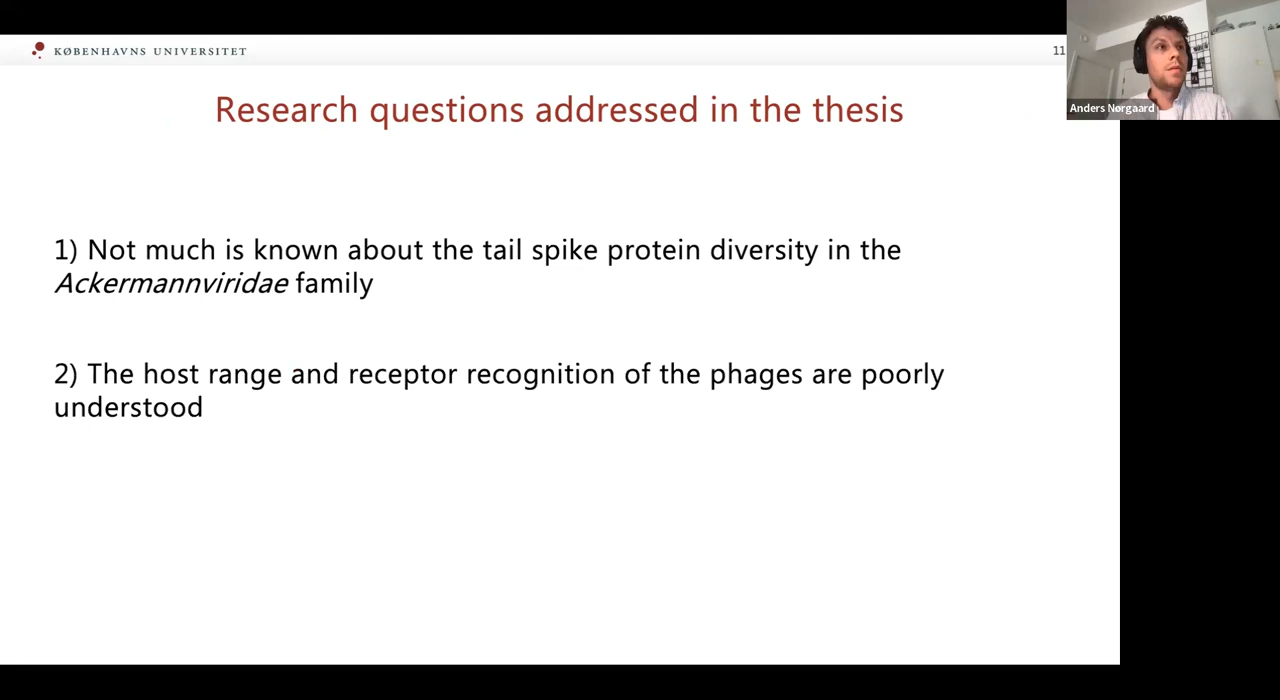 KØBENHAVNS UNIVERSITET
11
Anders Nørgaard
Research questions addressed in the thesis
1) Not much is known about the tail spike protein diversity in the
Ackermannviridae family
2) The host range and receptor recognition of the phages are poorly
understood